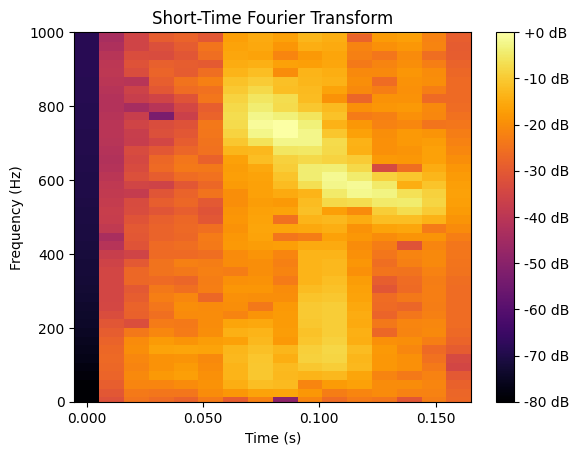 Short-Time Fourier Transform
Frequency (Hz)
1000
800
600
400
200
0
0.000
0.050
0.100
0.150
Time (s)
+0 dB
-10 dB
-20 dB
-30 dB
-40 dB
-50 dB
-60 dB
-70 dB
-80 dB